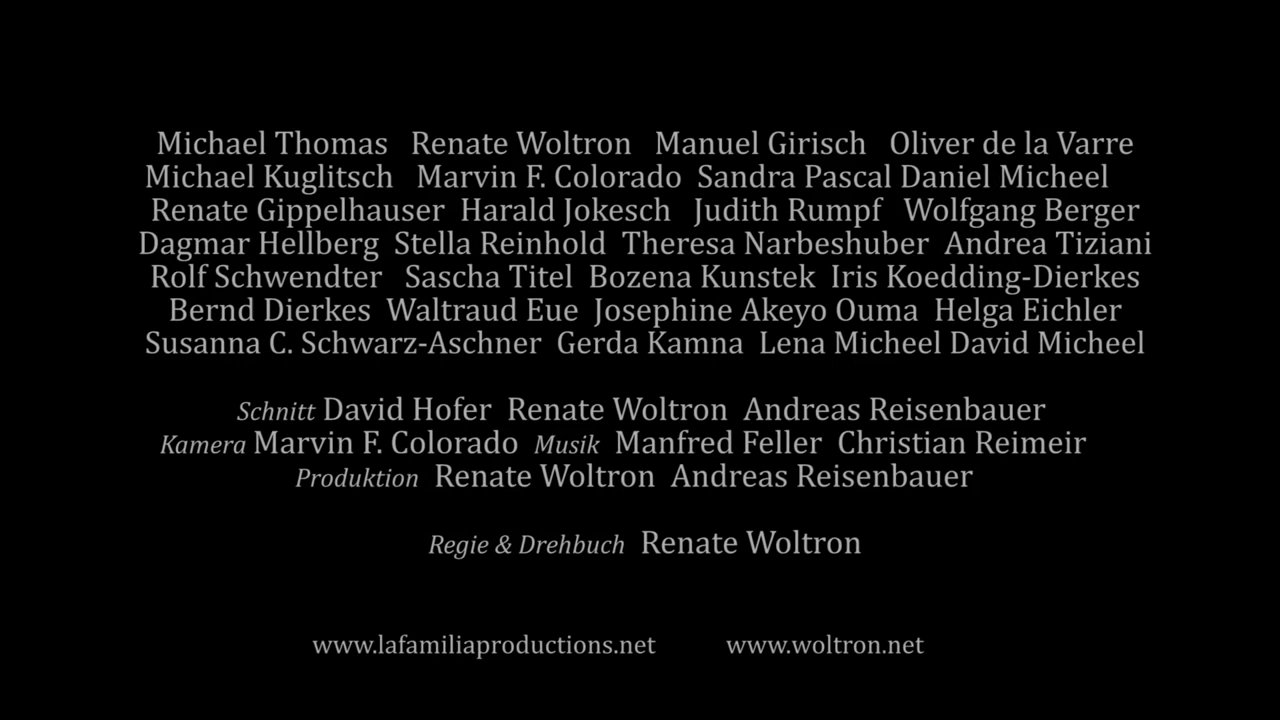 Michael Thomas Renate Woltron Manuel Girisch Oliver de la Varre
Michael Kuglitsch Marvin F. Colorado Sandra Pascal Daniel Micheel
Renate Gippelhauser Harald Jokesch Judith Rumpf Wolfgang Berger
Dagmar Hellberg Stella Reinhold Theresa Narbeshuber Andrea Tiziani
Rolf Schwendter Sascha Titel Bozena Kunstek Iris Koedding-Dierkes
Bernd Dierkes Waltraud Eue Josephine Akeyo Ouma Helga Eichler
Susanna C. Schwarz-Aschner Gerda Kamna Lena Micheel David Micheel
Schnitt David Hofer Renate Woltron Andreas Reisenbauer
Kamera Marvin F. Colorado Musik Manfred Feller Christian Reimeir
Produktion Renate Woltron Andreas Reisenbauer
Regie & Drehbuch Renate Woltron
www.lafamiliaproductions.net www.woltron.net